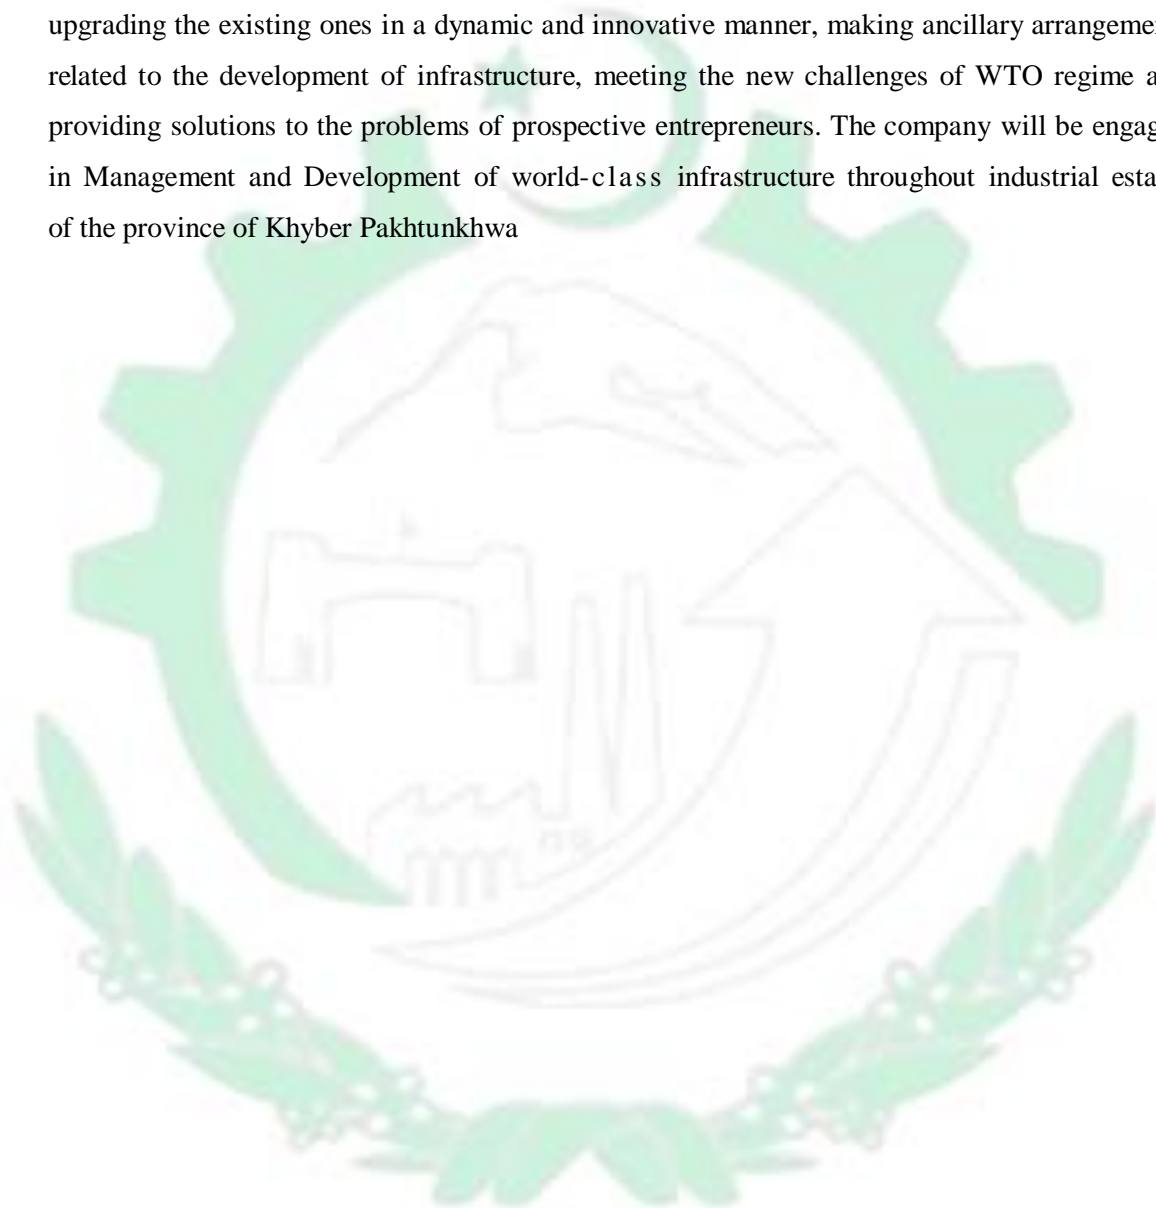 upgrading the existing ones in a dynamic and innovative manner, making ancillary
related to the development of infrastructure, meeting the new challenges of WTO regime
providing solutions to the problems of prospective entrepreneurs. The company will be
in Management and Development of world-class infrastructure throughout industrial
of the province of Khyber Pakhtunkhwa